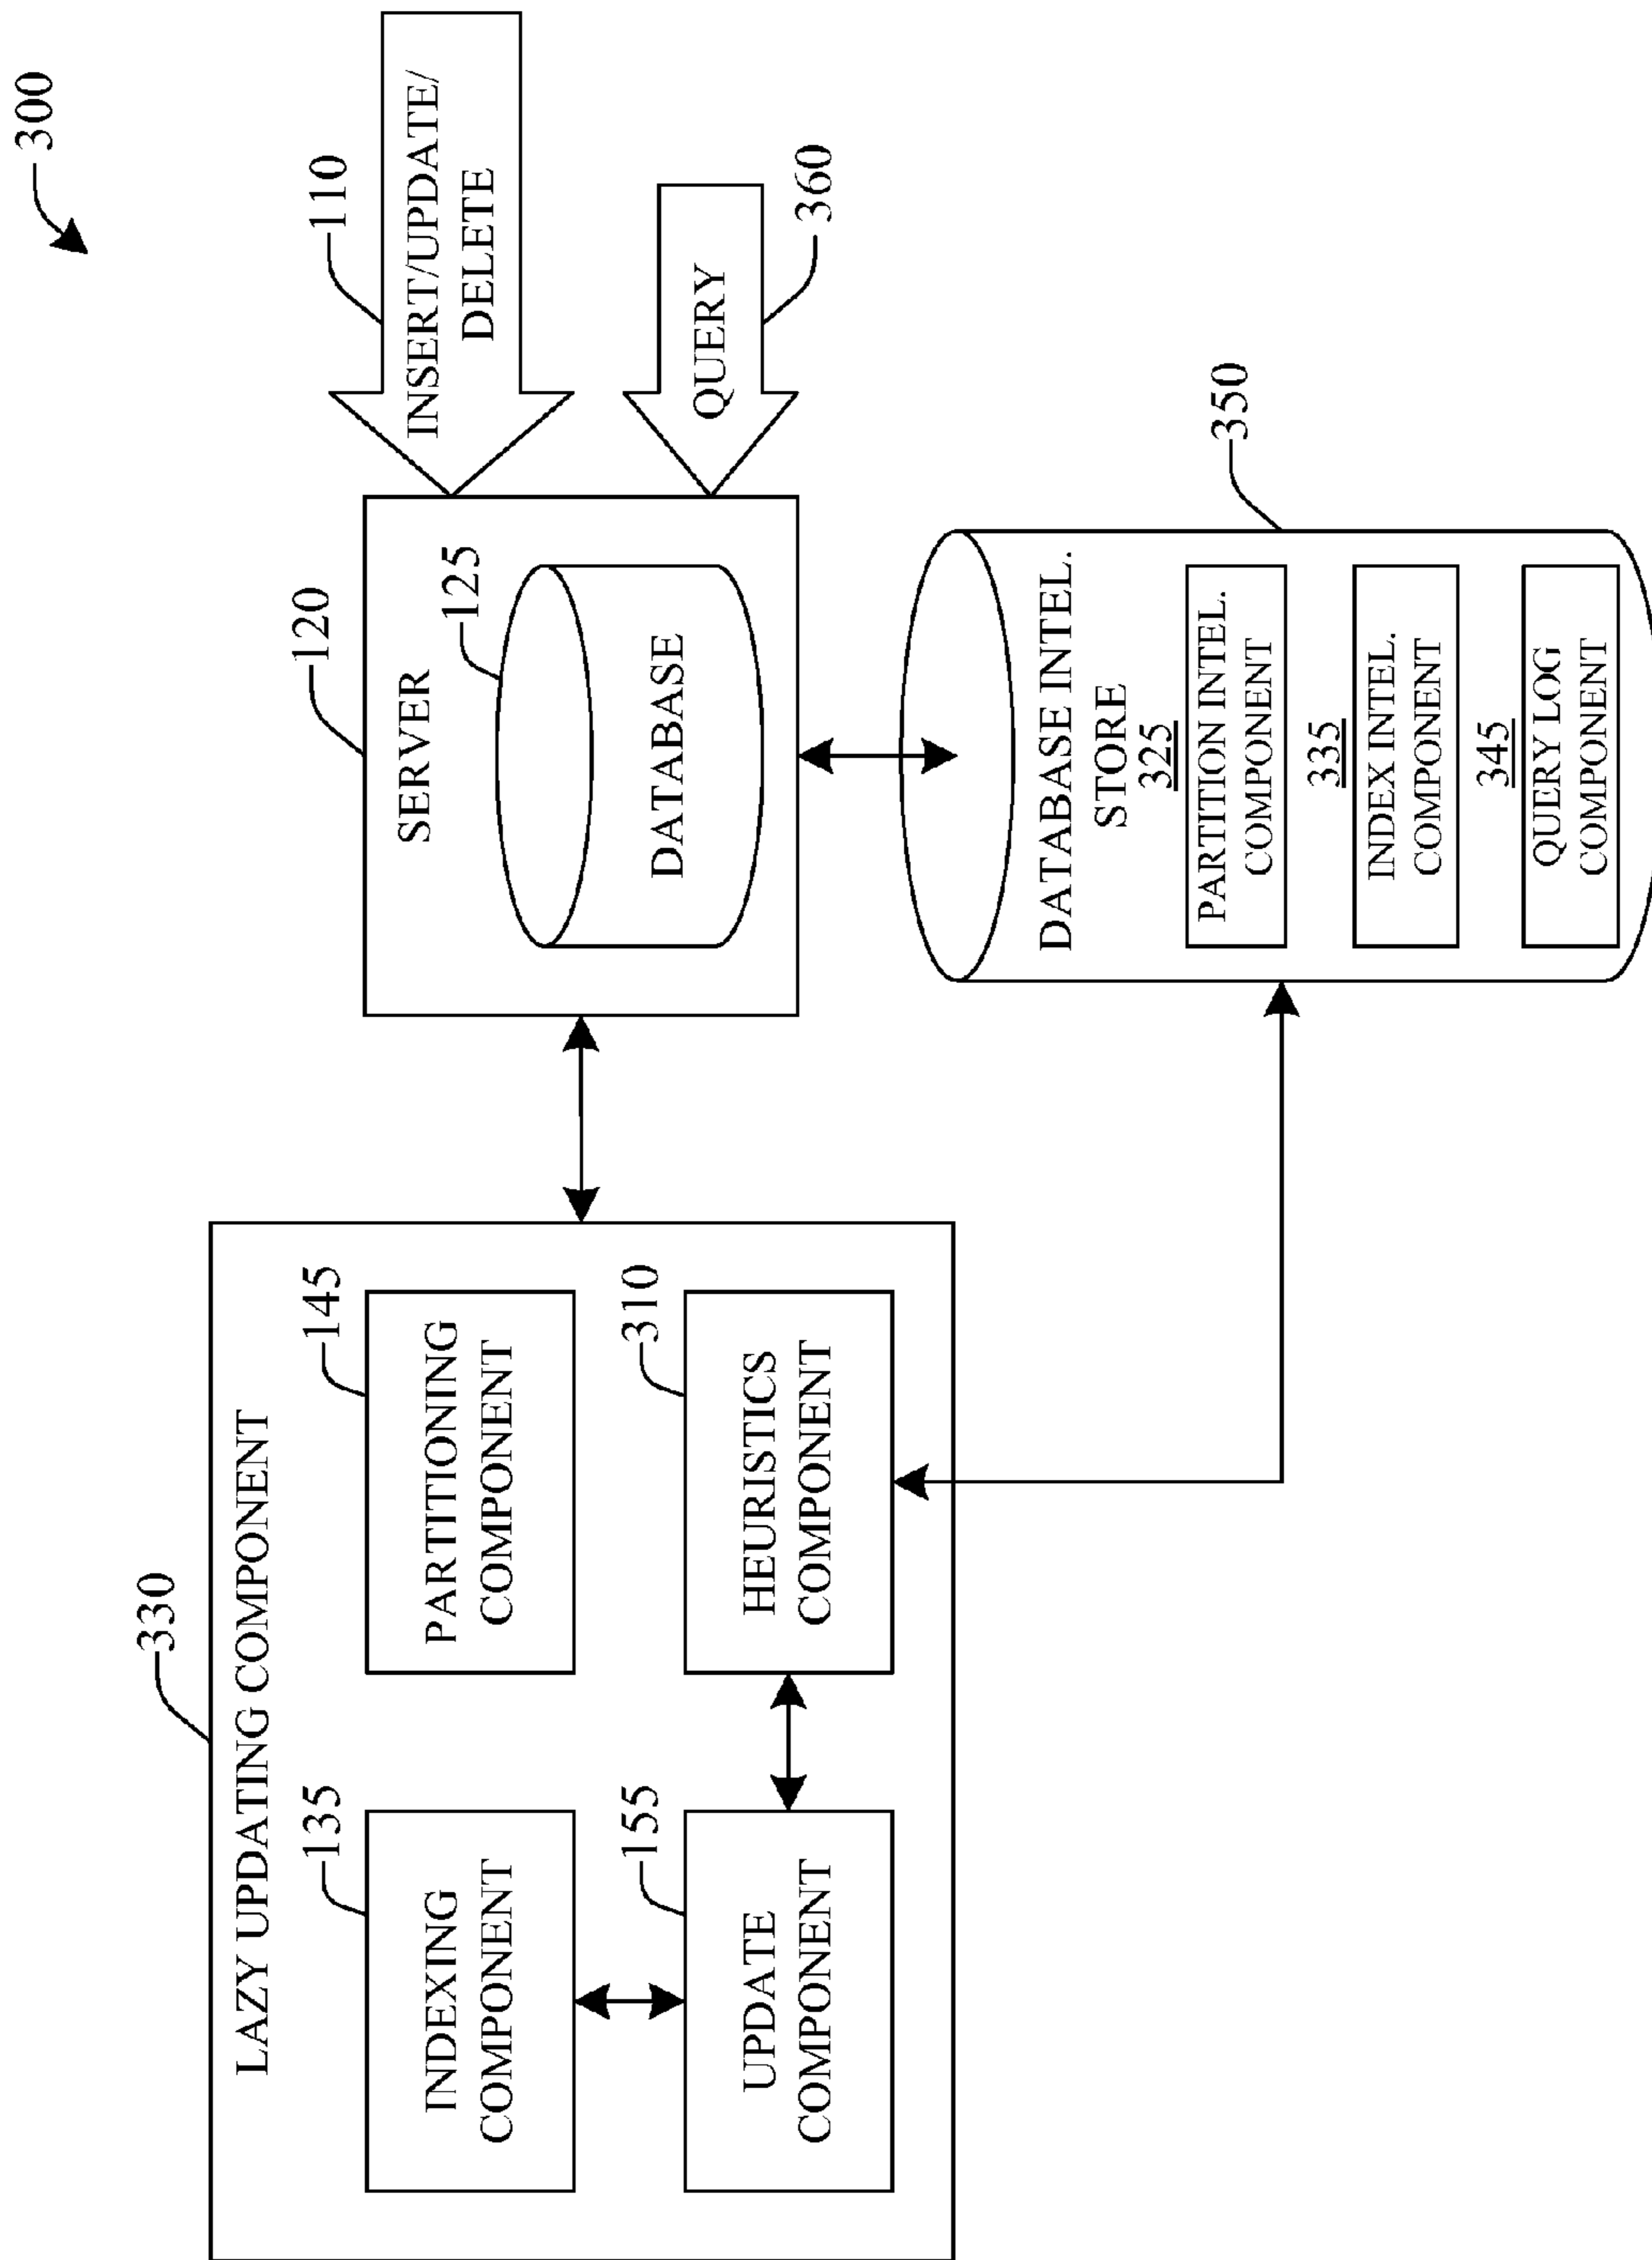 300
330
LAZY UPDATING COMPONENT
135
INDEXING
COMPONENT
145
PARTITIONING
COMPONENT
155
UPDATE
COMPONENT
310
HEURISTICS
COMPONENT
120
SERVER
125
DATABASE
110
INSERT/UPDATE/
DELETE
QUERY
360
350
DATABASE INTEL.
STORE
325
PARTITION INTEL.
COMPONENT
335
INDEX INTEL.
COMPONENT
345
QUERY LOG
COMPONENT